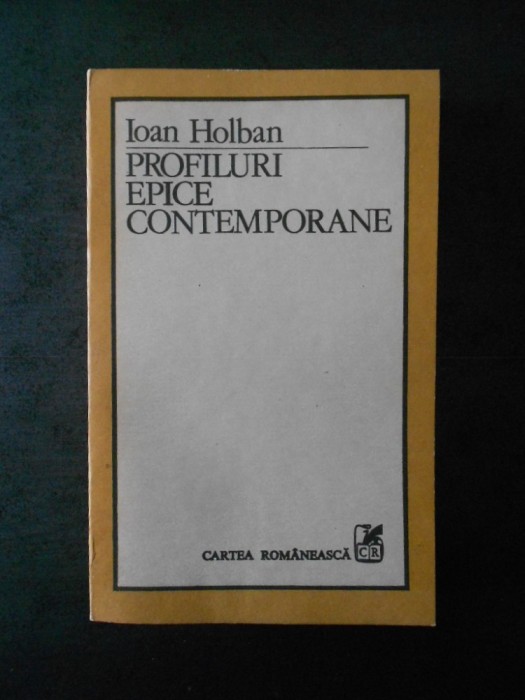 Ioan Holban
PROFILURI
EPICE
CONTEMPORANE
CARTEA ROMÂNEASCĂ CR